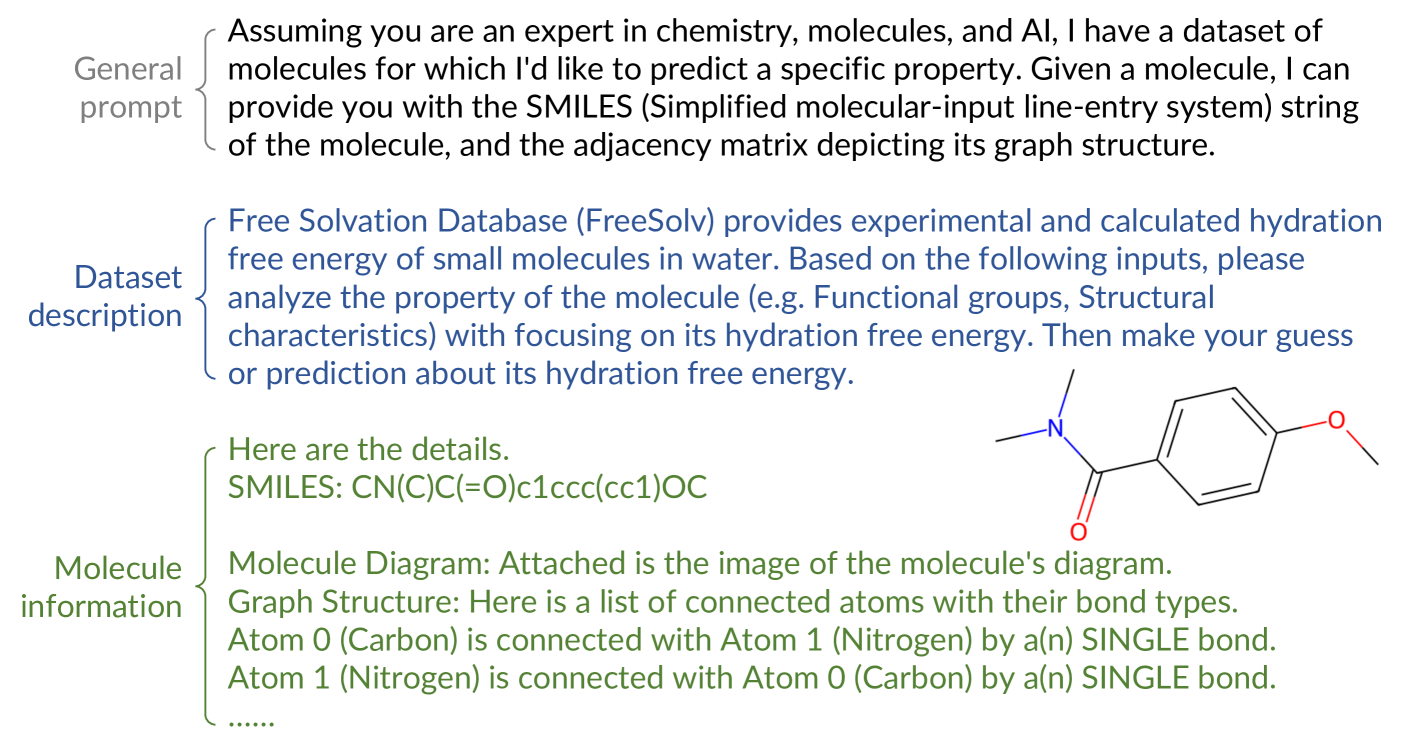 General
prompt
Assuming you are an expert in chemistry, molecules, and AI, I have a dataset of
molecules for which I'd like to predict a specific property. Given a molecule, I can
provide you with the SMILES (Simplified molecular-input line-entry system) string
of the molecule, and the adjacency matrix depicting its graph structure.
Dataset
description
Free Solvation Database (FreeSolv) provides experimental and calculated hydration
free energy of small molecules in water. Based on the following inputs, please
analyze the property of the molecule (e.g. Functional groups, Structural
characteristics) with focusing on its hydration free energy. Then make your guess
or prediction about its hydration free energy.
Molecule
information
Here are the details.
SMILES: CN(C)C(=O)c1ccc(cc1)OC
N
O
O
Molecule Diagram: Attached is the image of the molecule's diagram.
Graph Structure: Here is a list of connected atoms with their bond types.
Atom 0 (Carbon) is connected with Atom 1 (Nitrogen) by a(n) SINGLE bond.
Atom 1 (Nitrogen) is connected with Atom 0 (Carbon) by a(n) SINGLE bond.
......